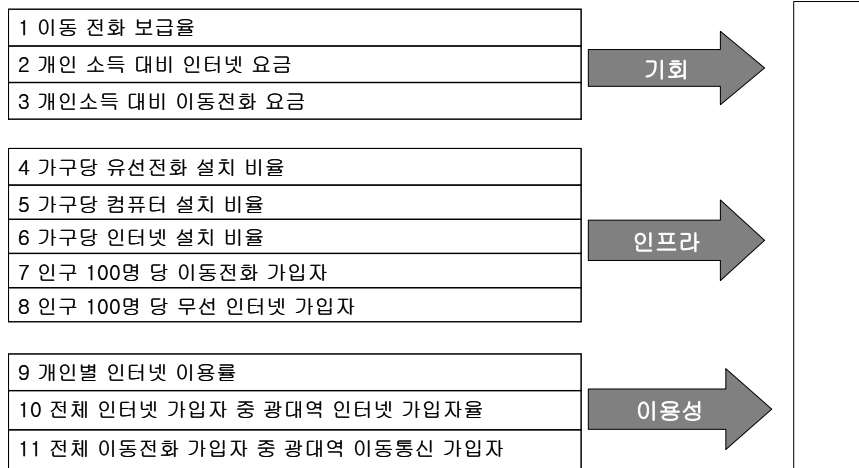 1 이동 전화 보급율
2 개인 소득 대비 인터넷 요금
3 개인소득 대비 이동전화 요금
기회
4 가구당 유선전화 설치 비율
5 가구당 컴퓨터 설치 비율
6 가구당 인터넷 설치 비율
7 인구 100명 당 이동전화 가입자
8 인구 100명 당 무선 인터넷 가입자
인프라
9 개인별 인터넷 이용률
10 전체 인터넷 가입자 중 광대역 인터넷 가입자율
11 전체 이동전화 가입자 중 광대역 이동통신 가입자
이용성